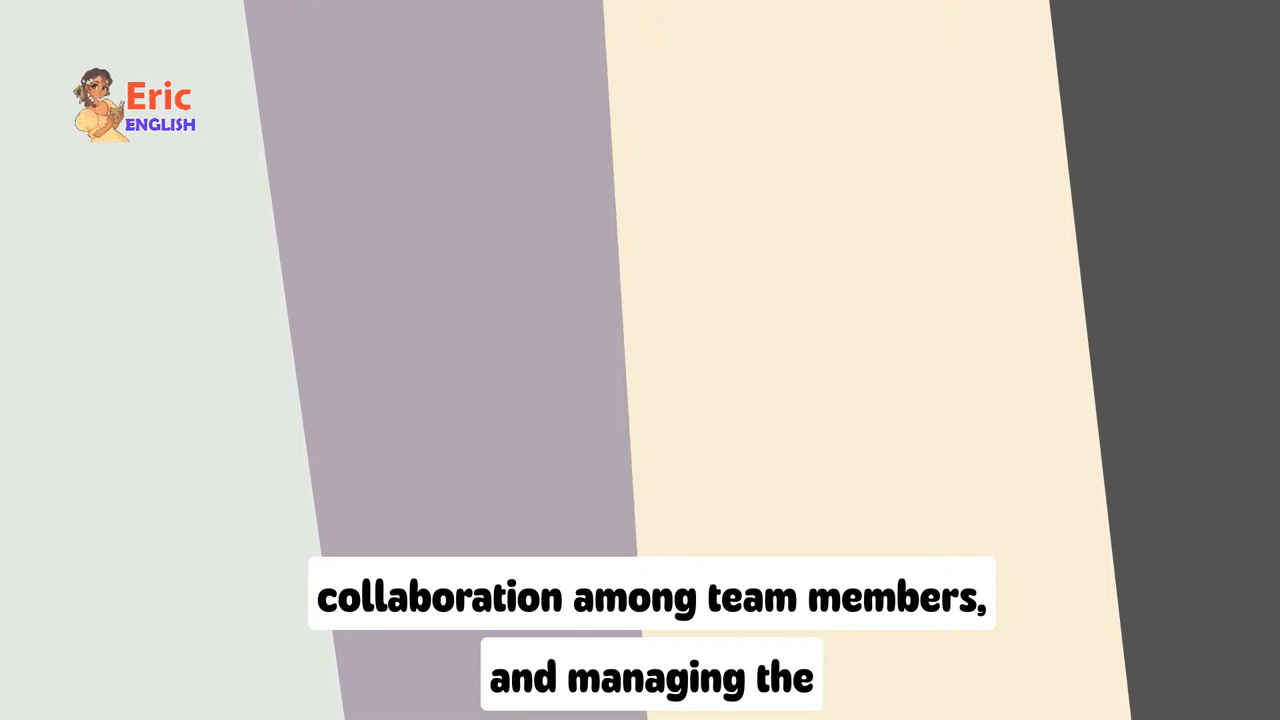 Eric
ENGLISH
collaboration among team members,
and managing the